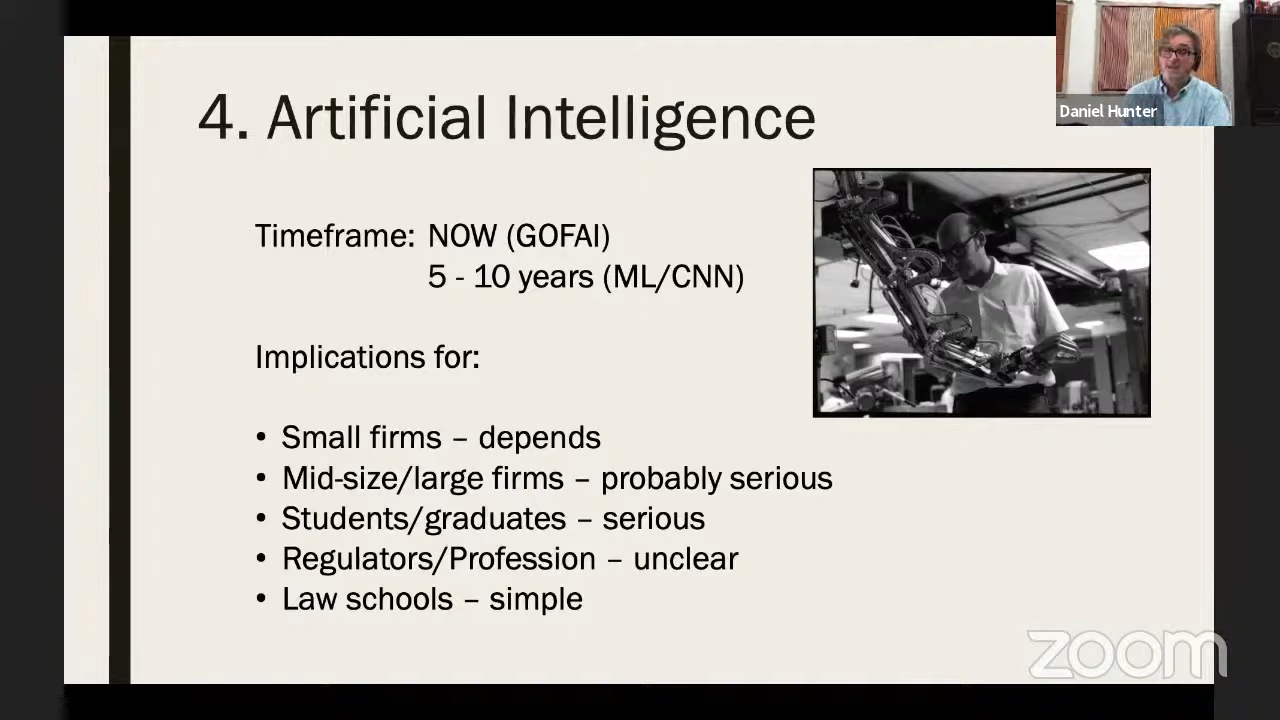 4. Artificial Intelligence
Daniel Hunter
Timeframe: NOW (GOFAI)
5 - 10 years (ML/CNN)
Implications for:
• Small firms – depends
• Mid-size/large firms – probably serious
• Students/graduates – serious
• Regulators/Profession – unclear
• Law schools – simple
zoom